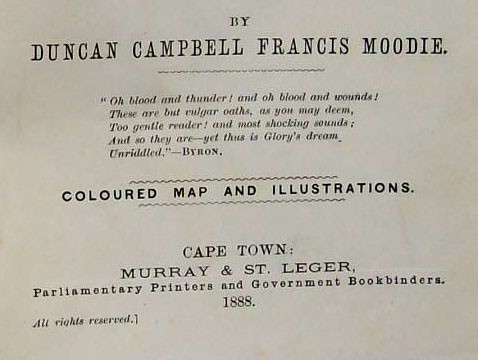 BY
DUNCAN CAMPBELL FRANCIS MOODIE.
"Oh blood and thunder! and oh blood and wounds!
These are but vulgar oaths, as you may deem,
Too gentle reader! and most shocking sounds;
And so they are—yet thus is Glory's dream
Unriddled."—BYRON.
COLOURED MAP AND ILLUSTRATIONS.
CAPE TOWN:
MURRAY & ST. LEGER,
Parliamentary Printers and Government Bookbinders.
1888.
All rights reserved.]